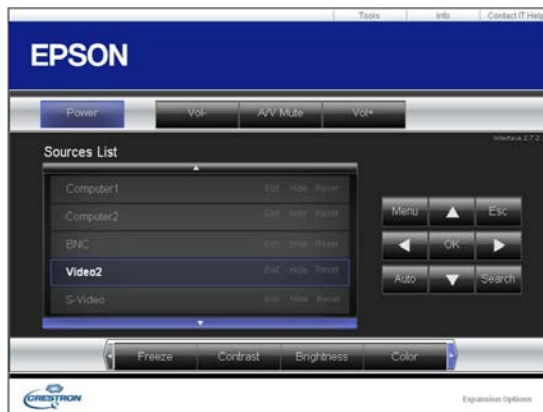 Tools Info Contact IT Help
EPSON
Power Vol- A/V Mute Vol+
Interface 2.7.2
Sources List
Computer1 Edit Hide Reset
Computer2 Edit Hide Reset
BNC Edit Hide Reset
Video2 Edit Hide Reset
S-Video Edit Hide Reset
Menu Esc
OK
Auto Search
Freeze Contrast Brightness Color
CRESTRON Expansion Options